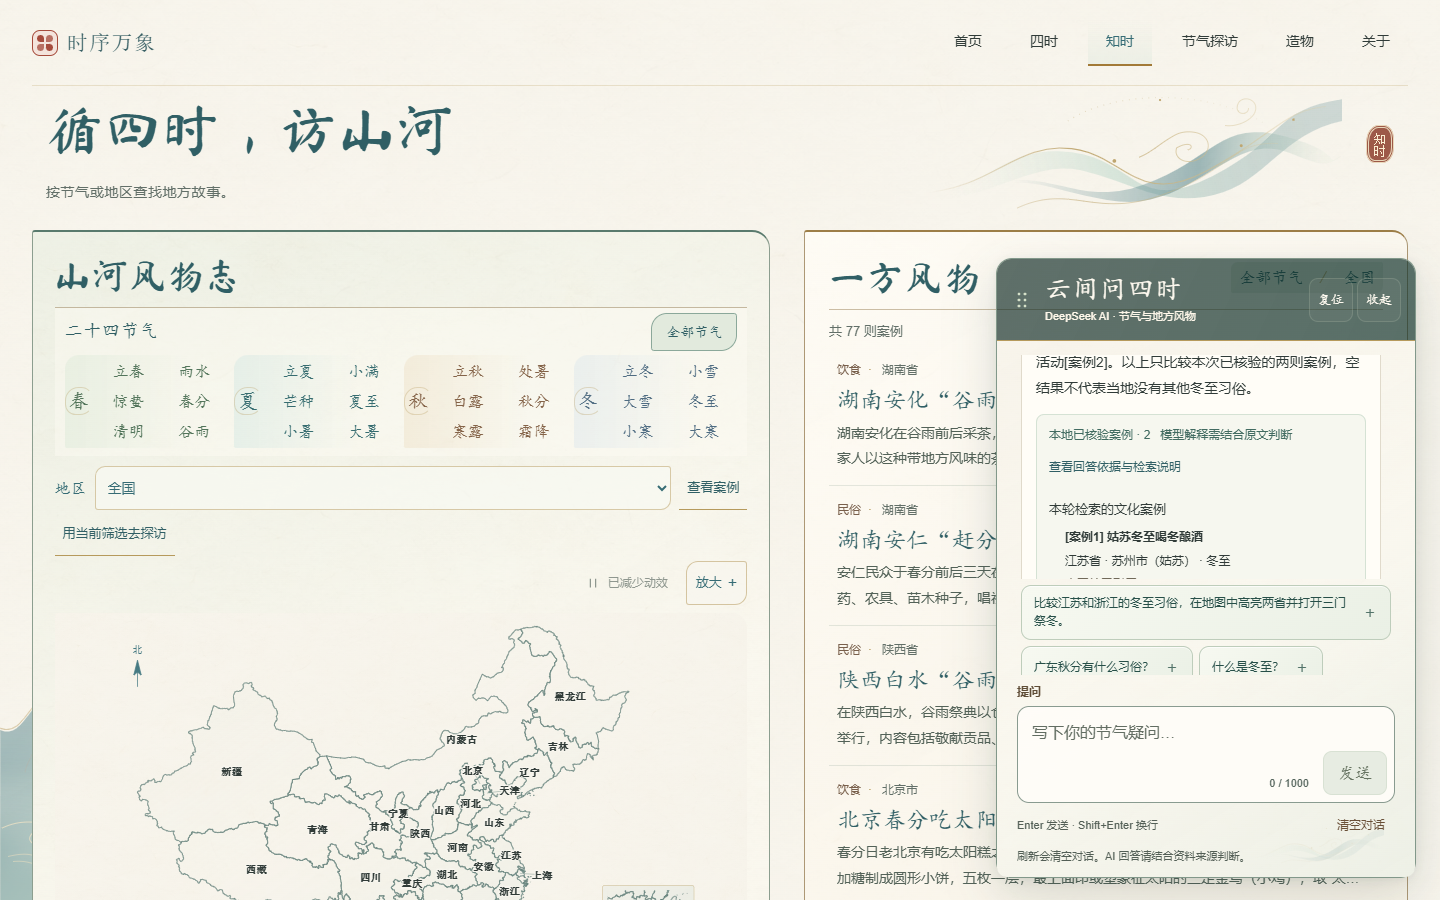 时序万象
首页 四时 知时 节气探访 造物 关于
循四时，访山河
知时
按节气或地区查找地方故事。
山河风物志
二十四节气
全部节气
春 立春 雨水 惊蛰 春分 清明 谷雨
夏 立夏 小满 芒种 夏至 小暑 大暑
秋 立秋 处暑 白露 秋分 寒露 霜降
冬 立冬 小雪 大雪 冬至 小寒 大寒
地区 全国 查看案例
用当前筛选去探访
已减少动效 放大 +
北
黑龙江
内蒙古
吉林
新疆
北京
辽宁
天津
宁夏
山西
河北
青海
甘肃
陕西
山东
河南
西藏
四川
重庆
湖北
安徽
江苏
上海
浙江
一方风物
全部节气 / 全国
共 77 则案例
饮食 · 湖南省
湖南安化“谷雨
湖南安化在谷雨前后采茶，
家人以这种带地方风味的
民俗 · 湖南省
湖南安仁“赶分
安仁民众于春分前后三天
药、农具、苗木种子，唱
民俗 · 陕西省
陕西白水“谷雨
在陕西白水，谷雨祭典以
举行，内容包括敬献贡品、
饮食 · 北京市
北京春分吃太阳
春分日老北京有吃太阳糕
加糖制成圆形小饼，五枚一层，最上面印或塑象征太阳的
云间问四时
DeepSeek AI · 节气与地方风物
复位 收起
活动[案例2]。以上只比较本次已核验的两则案例，空
结果不代表当地没有其他冬至习俗。
本地已核验案例 · 2 模型解释需结合原文判断
查看回答依据与检索说明
本轮检索的文化案例
[案例1] 姑苏冬至喝冬酿酒
江苏省 · 苏州市（姑苏） · 冬至
比较江苏和浙江的冬至习俗，在地图中高亮两省并打开三门
祭冬。 +
广东秋分有什么习俗？ + 什么是冬至？ +
提问
写下你的节气疑问…
0 / 1000 发送
Enter 发送 · Shift+Enter 换行 清空对话
刷新会清空对话。AI 回答请结合资料来源判断。